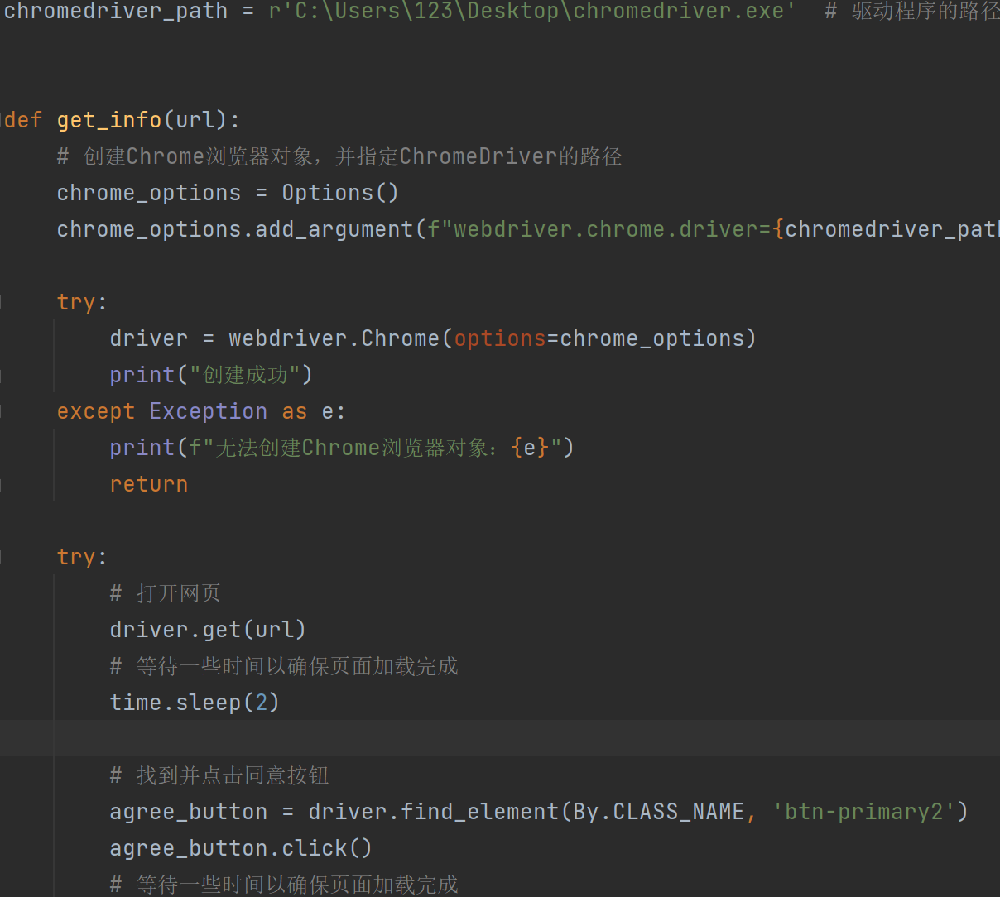 chromedriver_path = r'C:\Users\123\Desktop\chromedriver.exe'  # 驱动程序的路径
def get_info(url):
    # 创建Chrome浏览器对象，并指定ChromeDriver的路径
    chrome_options = Options()
    chrome_options.add_argument(f"webdriver.chrome.driver={chromedriver_path
    try:
        driver = webdriver.Chrome(options=chrome_options)
        print("创建成功")
    except Exception as e:
        print(f"无法创建Chrome浏览器对象：{e}")
        return
    try:
        # 打开网页
        driver.get(url)
        # 等待一些时间以确保页面加载完成
        time.sleep(2)
        # 找到并点击同意按钮
        agree_button = driver.find_element(By.CLASS_NAME, 'btn-primary2')
        agree_button.click()
        # 等待一些时间以确保页面加载完成